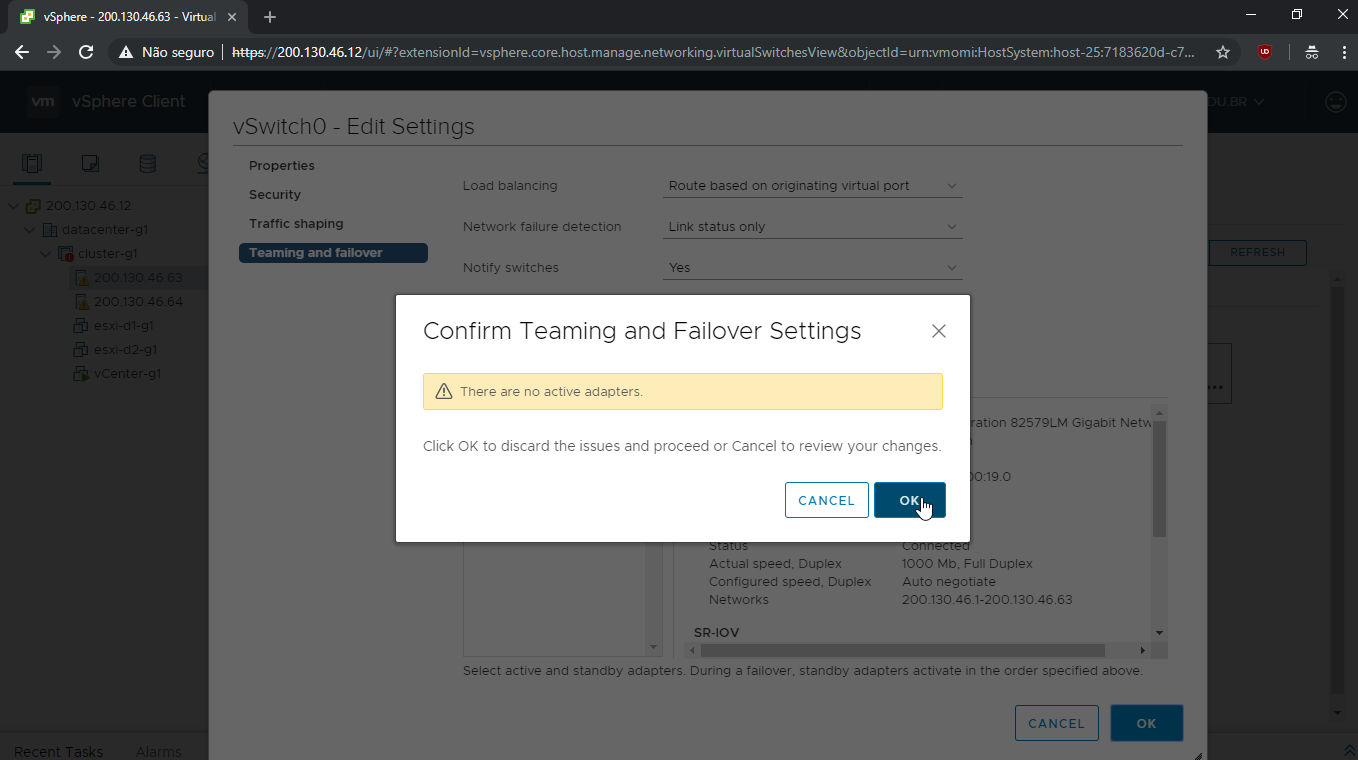 vSphere - 200.130.46.63 - Virtual
Não seguro | https://200.130.46.12/ui/#?extensionId=vsphere.core.host.manage.networking.virtualSwitchesView&objectId=urn:vmomi:HostSystem:host-25:7183620d-c7...
vm vSphere Client
DU.BR
vSwitch0 - Edit Settings
Properties
Security
Traffic shaping
Teaming and failover
Load balancing Route based on originating virtual port
Network failure detection Link status only
Notify switches Yes
200.130.46.12
datacenter-g1
cluster-g1
200.130.46.63
200.130.46.64
esxi-d1-g1
esxi-d2-g1
vCenter-g1
REFRESH
Confirm Teaming and Failover Settings
There are no active adapters.
Click OK to discard the issues and proceed or Cancel to review your changes.
CANCEL OK
ration 82579LM Gigabit Netw
00:19.0
Status Connected
Actual speed, Duplex 1000 Mb, Full Duplex
Configured speed, Duplex Auto negotiate
Networks 200.130.46.1-200.130.46.63
SR-IOV
Select active and standby adapters. During a failover, standby adapters activate in the order specified above.
CANCEL OK
Recent Tasks Alarms